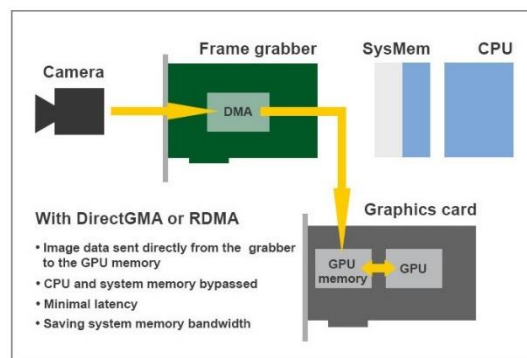 Frame grabber
SysMem
CPU
Camera
DMA
With DirectGMA or RDMA
• Image data sent directly from the grabber
to the GPU memory
• CPU and system memory bypassed
• Minimal latency
• Saving system memory bandwidth
Graphics card
GPU
memory
GPU